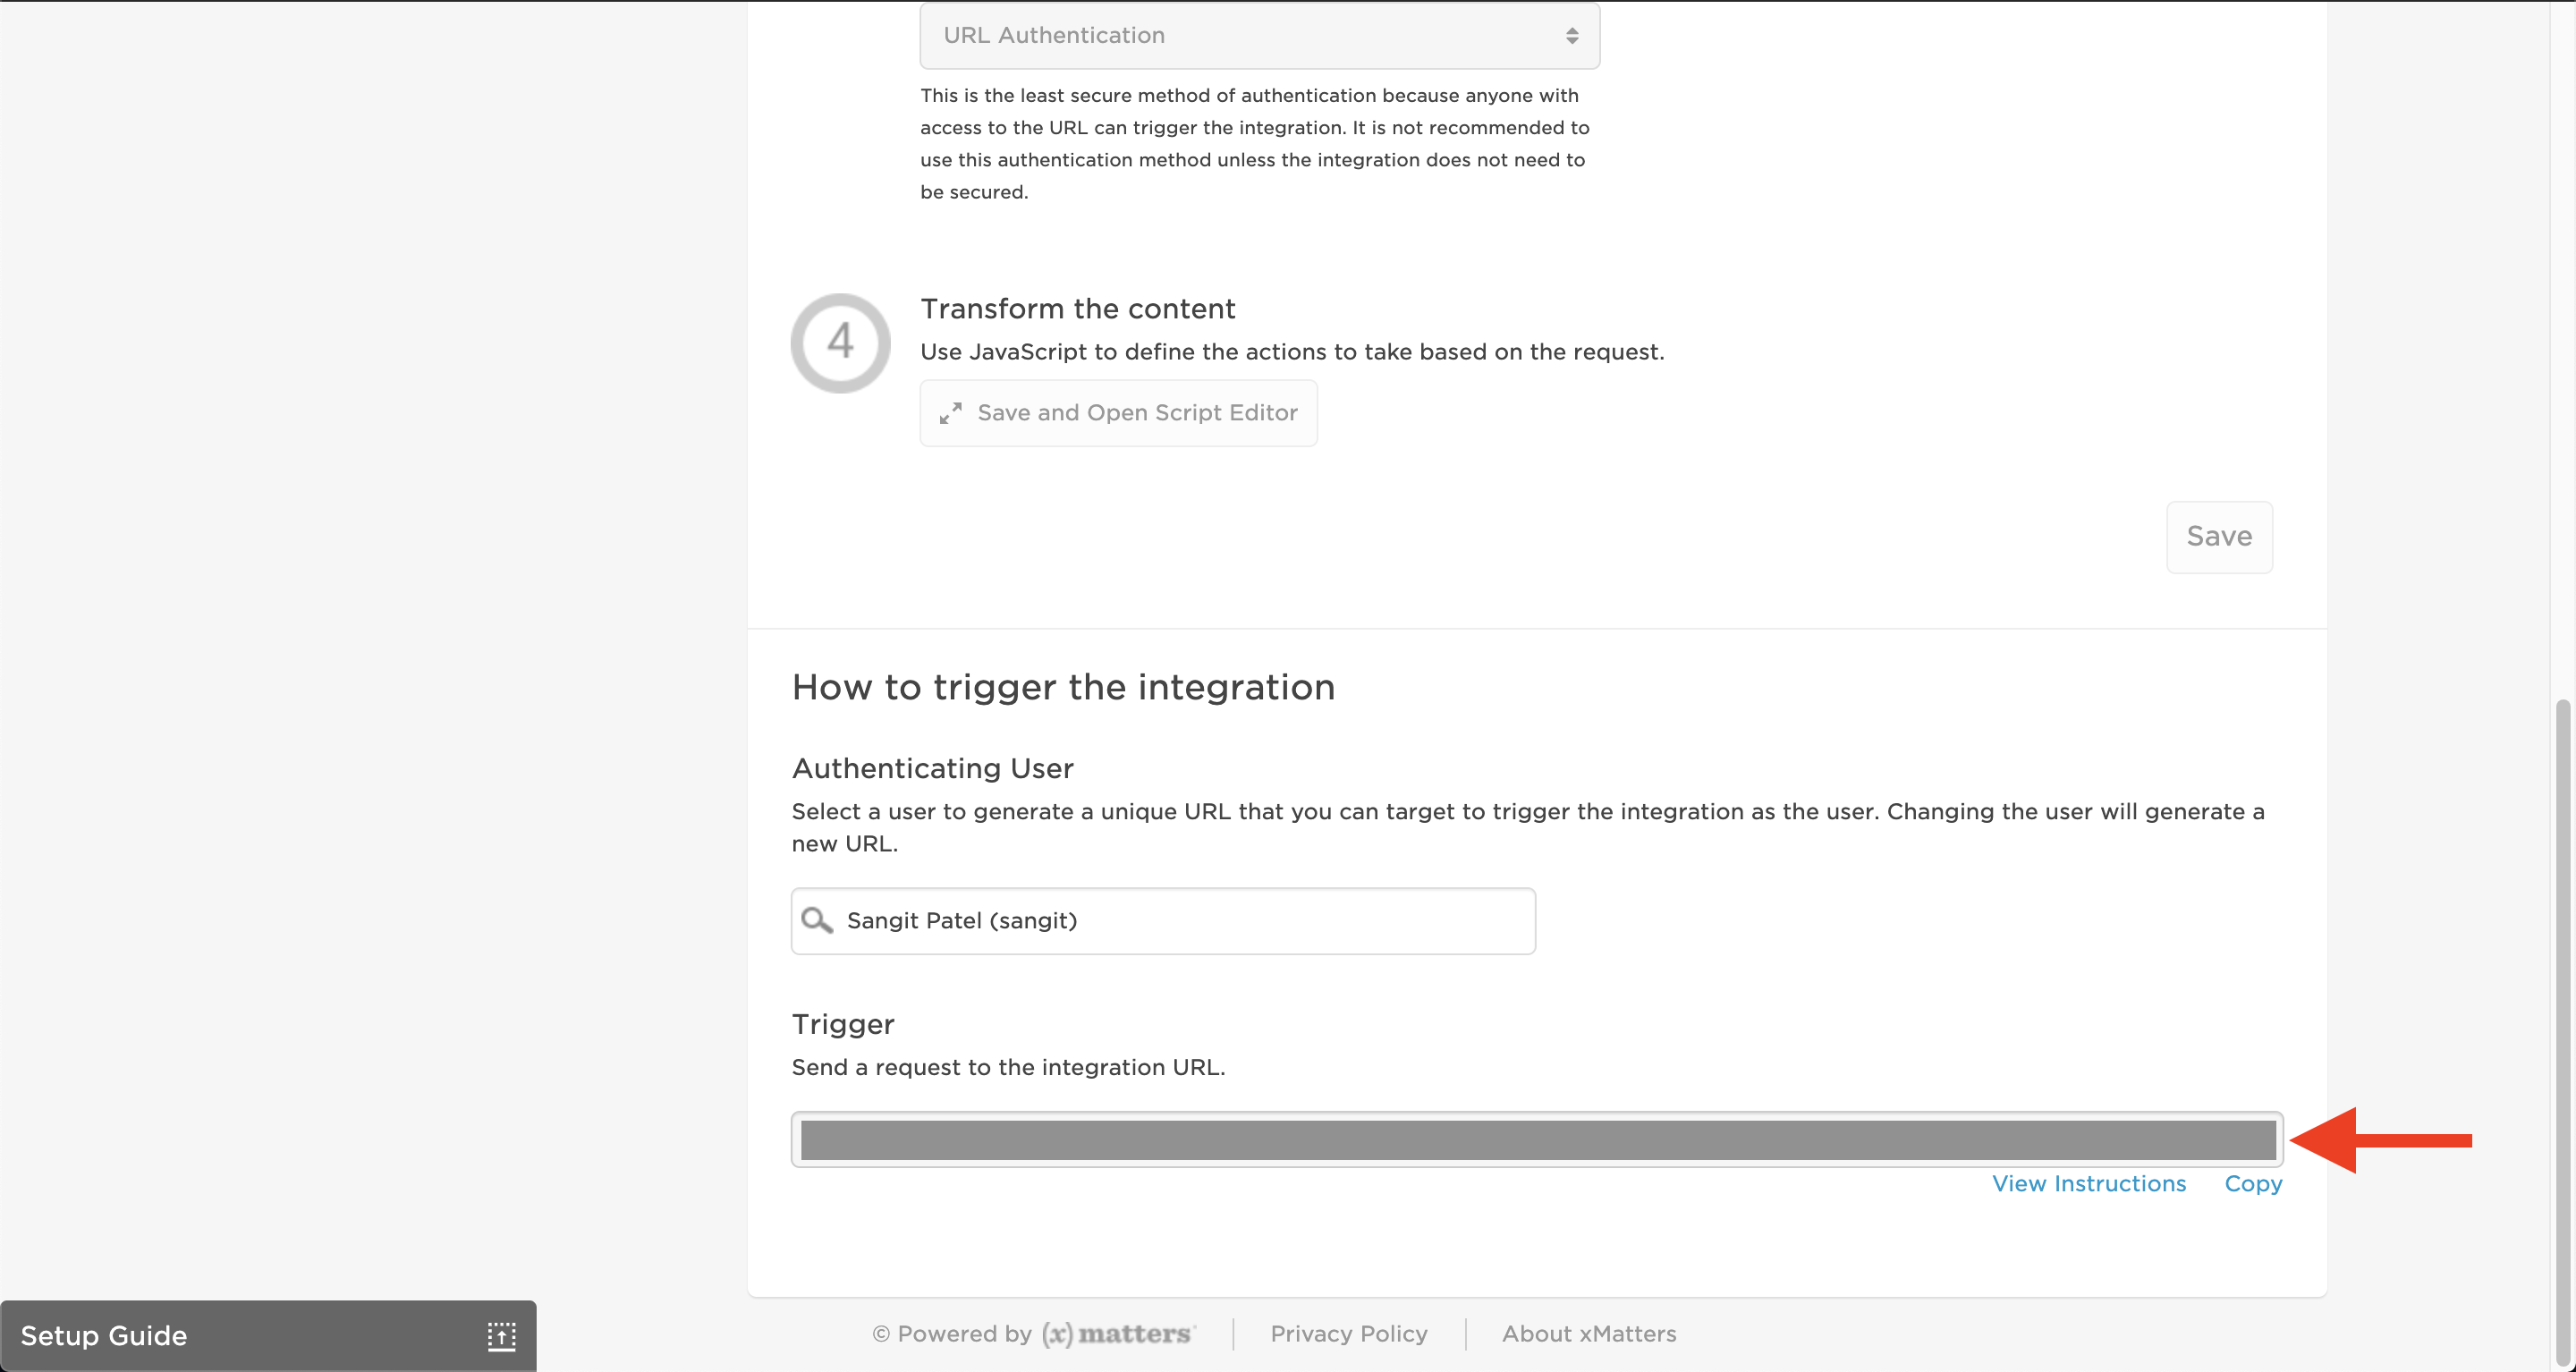 URL Authentication
This is the least secure method of authentication because anyone with
access to the URL can trigger the integration. It is not recommended to
use this authentication method unless the integration does not need to
be secured.
4
Transform the content
Use JavaScript to define the actions to take based on the request.
Save and Open Script Editor
Save
How to trigger the integration
Authenticating User
Select a user to generate a unique URL that you can target to trigger the integration as the user. Changing the user will generate a
new URL.
Sangit Patel (sangit)
Trigger
Send a request to the integration URL.
View Instructions Copy
Setup Guide
© Powered by (x) matters Privacy Policy About xMatters